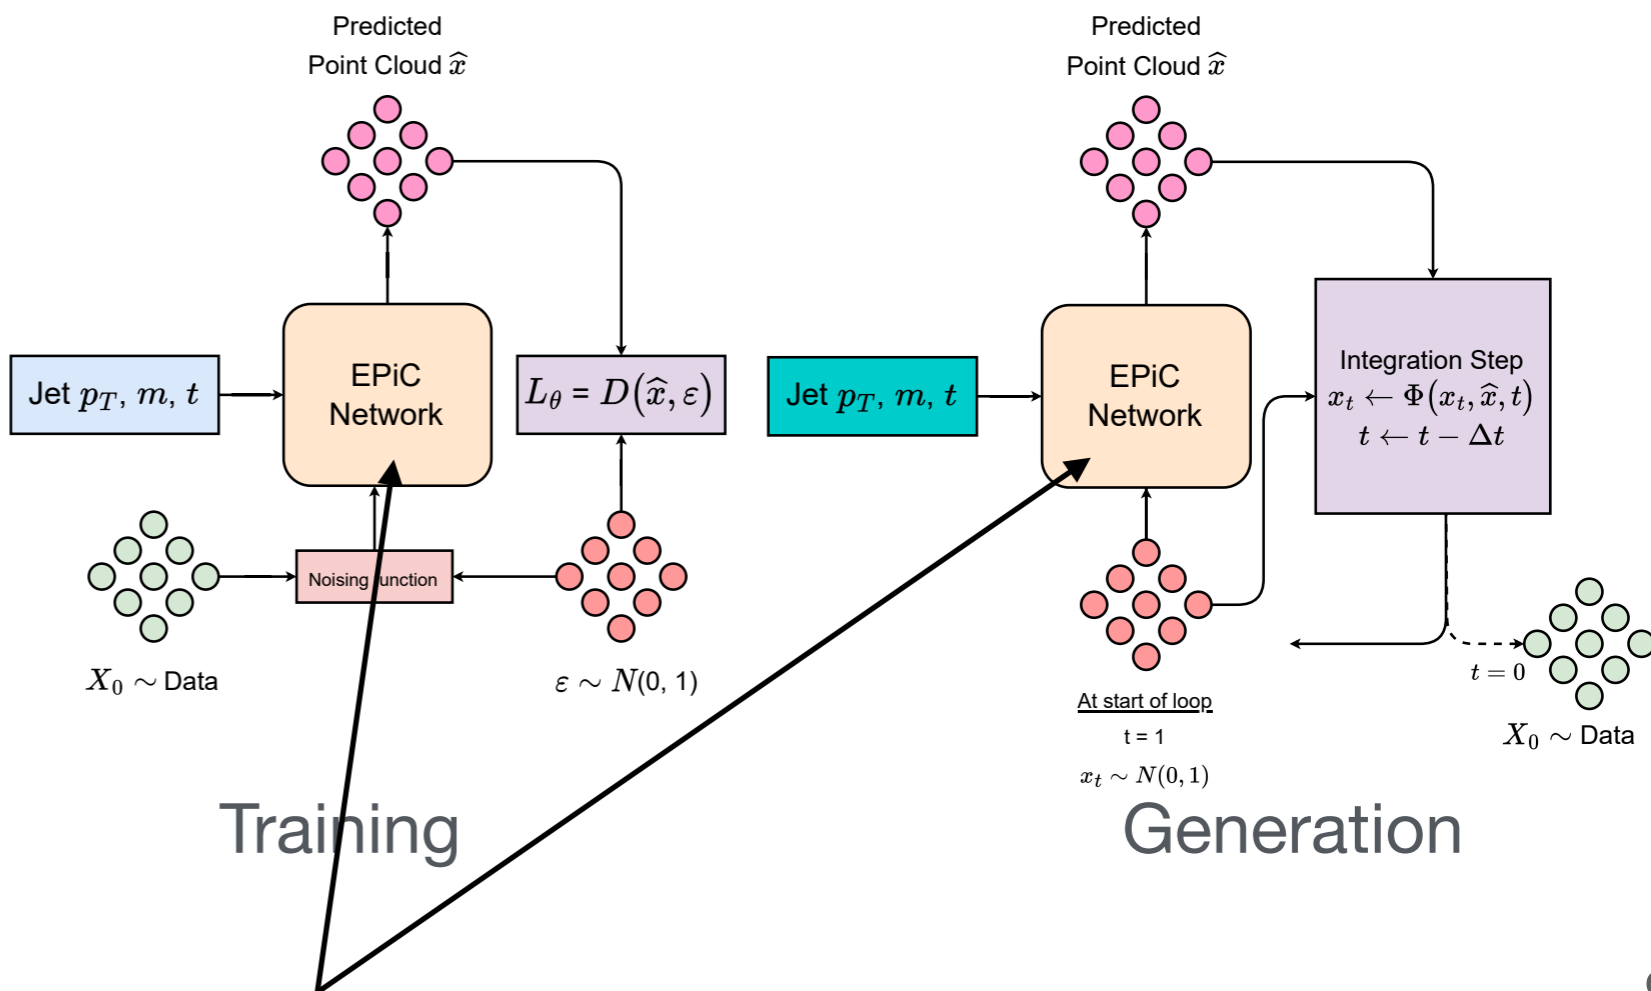 Predicted
Point Cloud x̂
Jet p_T, m, t
EPiC
Network
L_θ = D(x̂, ε)
Noising function
X_0 ∼ Data
ε ∼ N(0, 1)
Training
Predicted
Point Cloud x̂
Jet p_T, m, t
EPiC
Network
Integration Step
x_t ← Φ(x_t, x̂, t)
t ← t − Δt
At start of loop
t = 1
x_t ∼ N(0, 1)
t = 0
X_0 ∼ Data
Generation